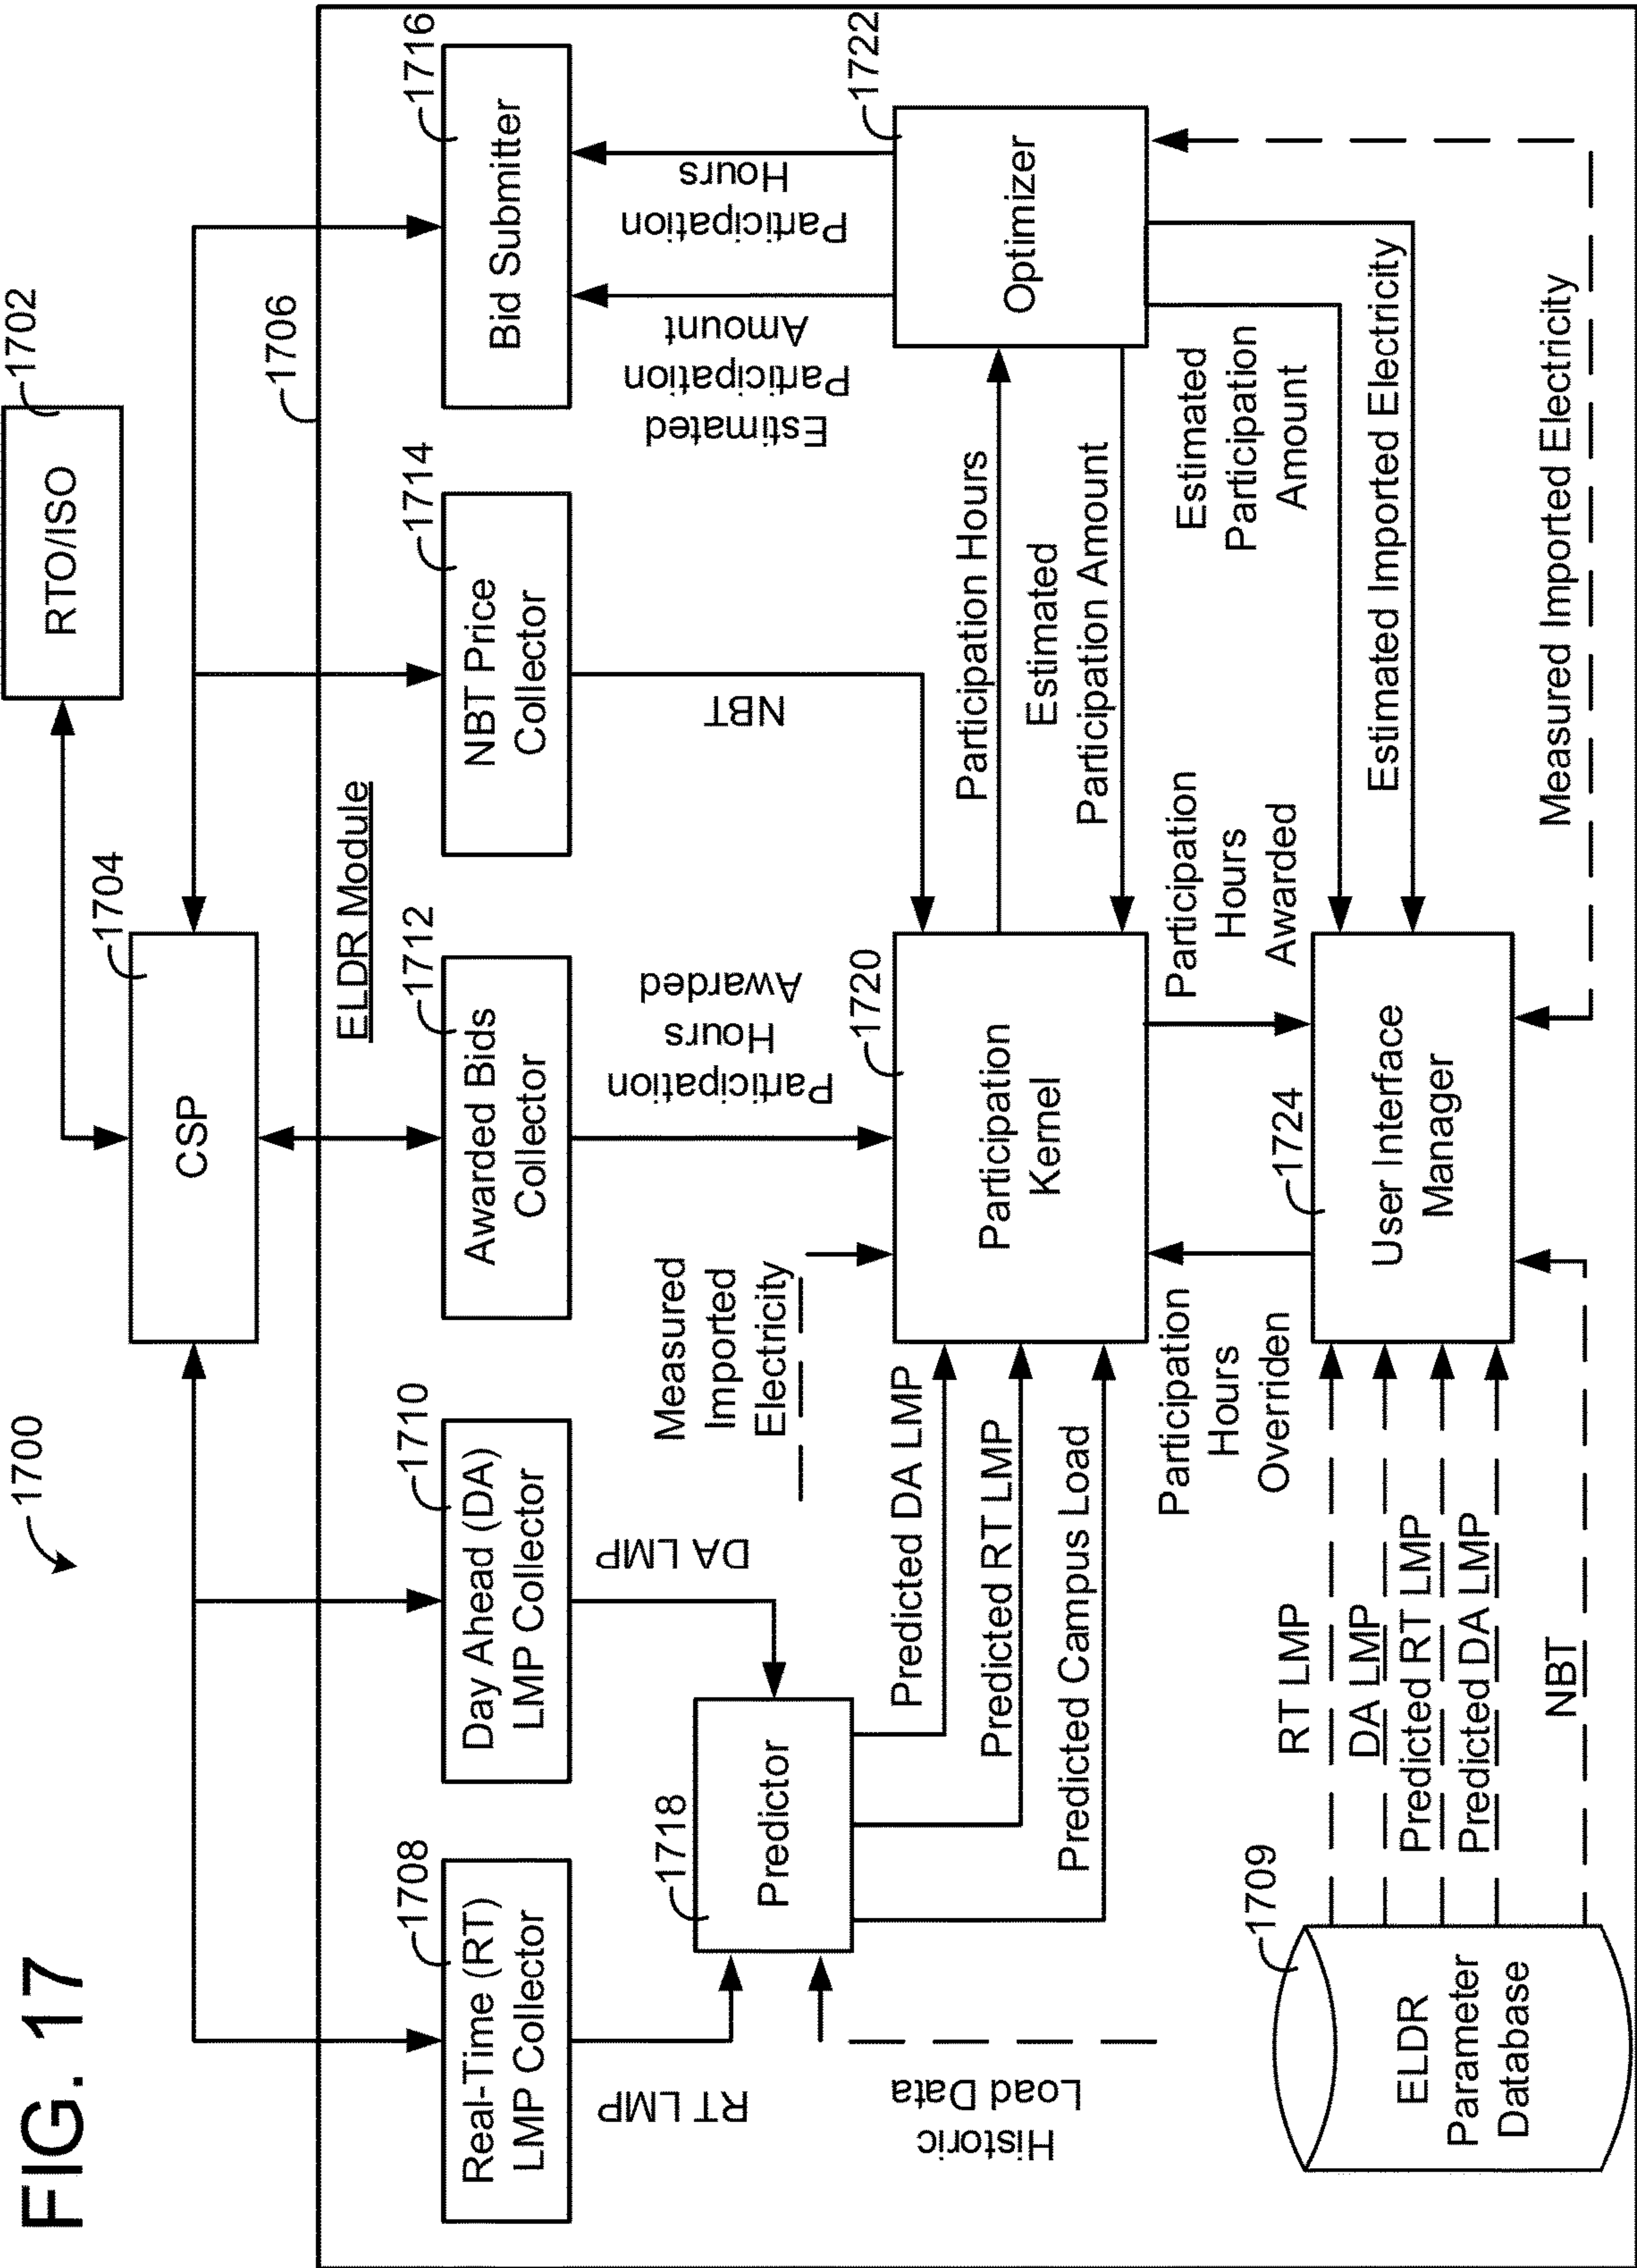 FIG. 17
1700
RTO/ISO
1702
CSP
1704
1706
ELDR Module
Real-Time (RT)
LMP Collector
1708
Day Ahead (DA)
LMP Collector
1710
Awarded Bids
Collector
1712
NBT Price
Collector
1714
Bid Submitter
1716
RT LMP
DA LMP
Participation
Hours
Awarded
NBT
Estimated
Participation
Amount
Participation
Hours
Measured
Imported
Electricity
Predictor
1718
Historic
Load Data
Predicted DA LMP
Predicted RT LMP
Predicted Campus Load
Participation
Kernel
1720
Participation Hours
Estimated
Participation Amount
Optimizer
1722
Participation
Hours
Overriden
Participation
Hours
Awarded
Estimated
Participation
Amount
Estimated Imported Electricity
ELDR
Parameter
Database
1709
RT LMP
DA LMP
Predicted RT LMP
Predicted DA LMP
NBT
User Interface
Manager
1724
Measured Imported Electricity